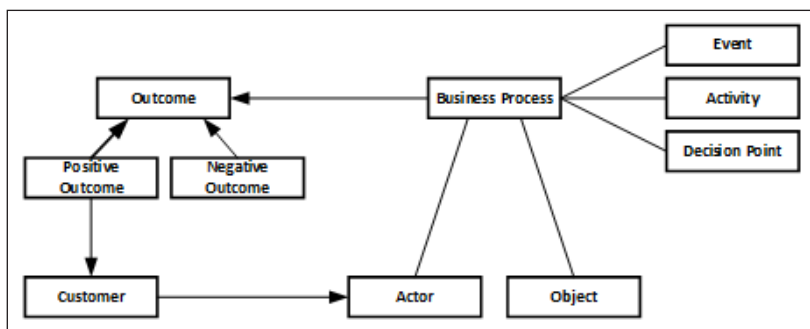 Event
Outcome
Business Process
Activity
Decision Point
Positive
Outcome
Negative
Outcome
Customer
Actor
Object